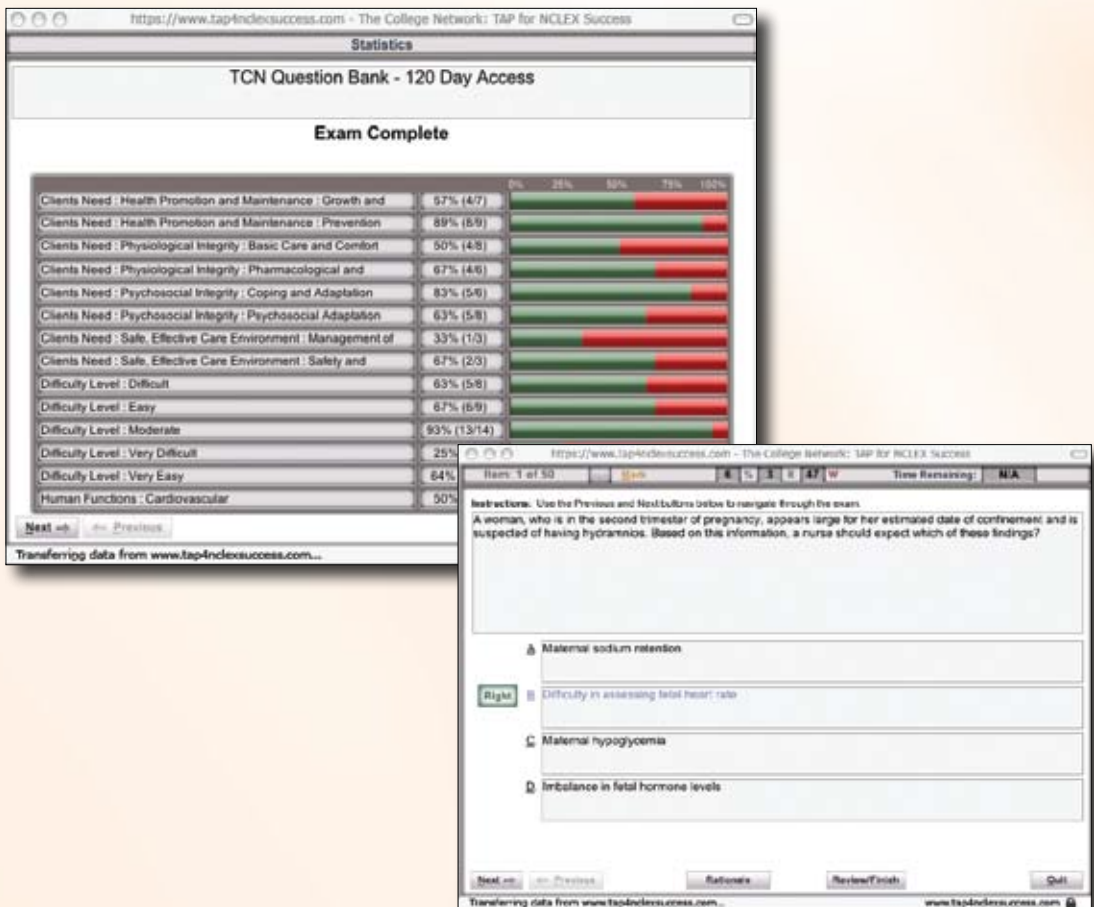 https://www.tap4nclexsuccess.com - The College Network: TAP for NCLEX Success
Statistics
TCN Question Bank - 120 Day Access
Exam Complete
0% 25% 50% 75% 100%
Clients Need : Health Promotion and Maintenance : Growth and 57% (4/7)
Clients Need : Health Promotion and Maintenance : Prevention 89% (8/9)
Clients Need : Physiological Integrity : Basic Care and Comfort 50% (4/8)
Clients Need : Physiological Integrity : Pharmacological and 67% (4/6)
Clients Need : Psychosocial Integrity : Coping and Adaptation 83% (5/6)
Clients Need : Psychosocial Integrity : Psychosocial Adaptation 63% (5/8)
Clients Need : Safe, Effective Care Environment : Management of 33% (1/3)
Clients Need : Safe, Effective Care Environment : Safety and 67% (2/3)
Difficulty Level : Difficult 63% (5/8)
Difficulty Level : Easy 67% (6/9)
Difficulty Level : Moderate 93% (13/14)
Difficulty Level : Very Difficult 25%
Difficulty Level : Very Easy 64%
Human Functions : Cardiovascular 50%
Next Previous
Transferring data from www.tap4nclexsuccess.com...
https://www.tap4nclexsuccess.com - The College Network: TAP for NCLEX Success
Item: 1 of 50 ... Mark 6 % 3 R 47 W Time Remaining: N/A
Instructions: Use the Previous and Next buttons below to navigate through the exam.
A woman, who is in the second trimester of pregnancy, appears large for her estimated date of confinement and is
suspected of having hydramnios. Based on this information, a nurse should expect which of these findings?
A Maternal sodium retention
Right B Difficulty in assessing fetal heart rate
C Maternal hypoglycemia
D Imbalance in fetal hormone levels
Next Previous Rationale Review/Finish Quit
Transferring data from www.tap4nclexsuccess.com... www.tap4nclexsuccess.com